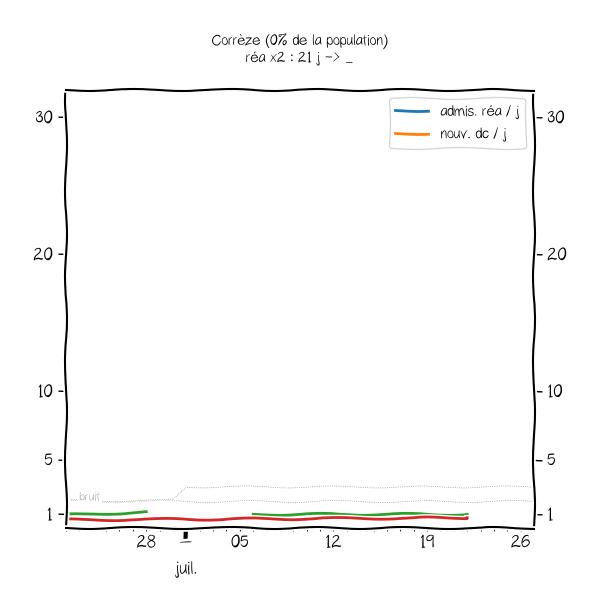 Corrèze (0% de la population)
réa x2 : 21 j -> _
admis. réa / j
nouv. dc / j
30
30
20
20
10
10
5
5
bruit
1
1
28
05
12
19
26
juil.